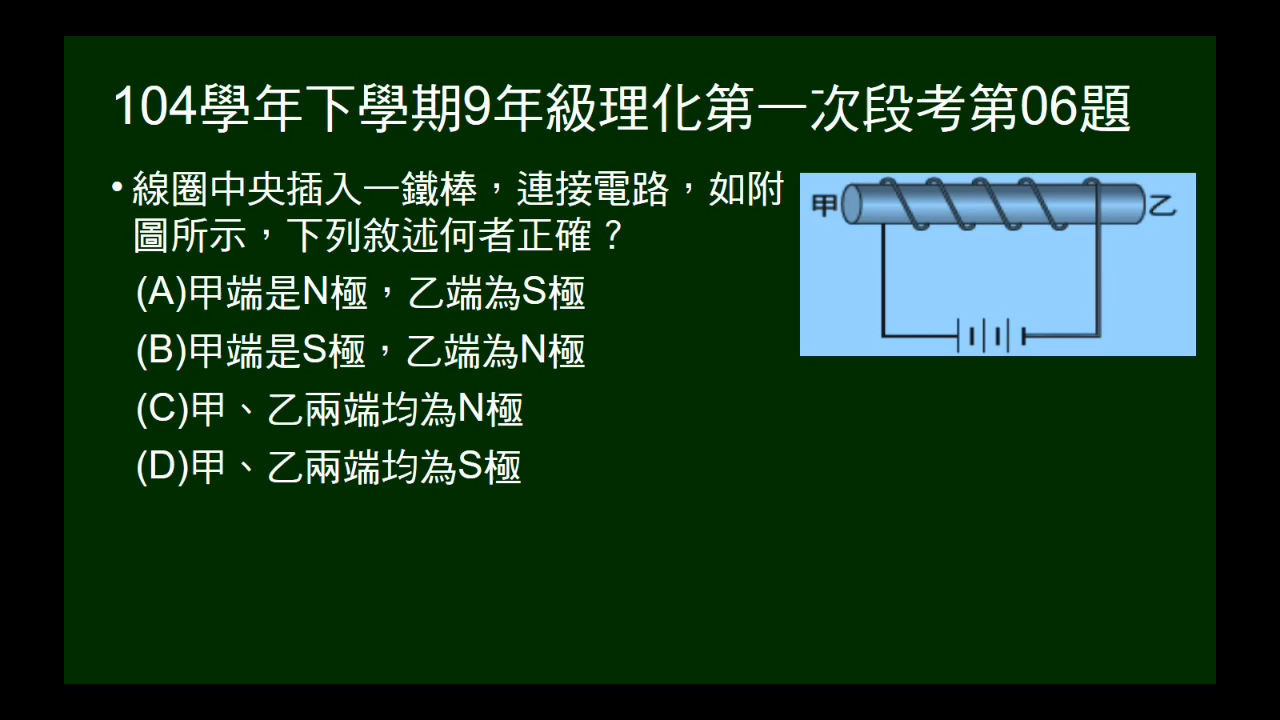 104學年下學期9年級理化第一次段考第06題
•線圈中央插入一鐵棒，連接電路，如附
圖所示，下列敘述何者正確？
(A)甲端是N極，乙端為S極
(B)甲端是S極，乙端為N極
(C)甲、乙兩端均為N極
(D)甲、乙兩端均為S極
甲
乙